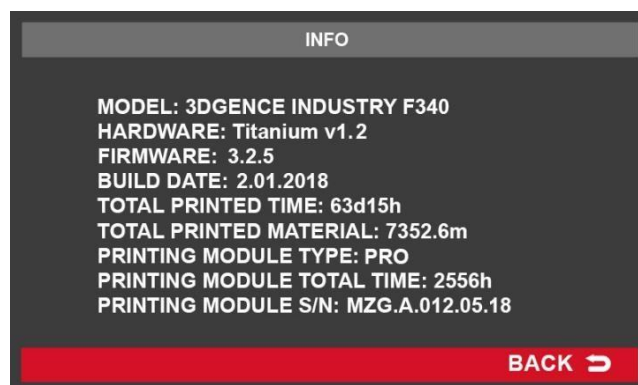 INFO
MODEL: 3DGENCE INDUSTRY F340
HARDWARE: Titanium v1.2
FIRMWARE: 3.2.5
BUILD DATE: 2.01.2018
TOTAL PRINTED TIME: 63d15h
TOTAL PRINTED MATERIAL: 7352.6m
PRINTING MODULE TYPE: PRO
PRINTING MODULE TOTAL TIME: 2556h
PRINTING MODULE S/N: MZG.A.012.05.18
BACK